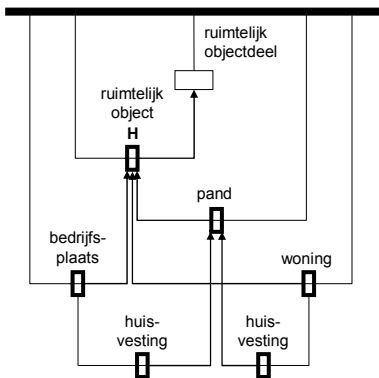 ruimtelijk
objectdeel
ruimtelijk
object
H
pand
bedrijfs-
plaats
woning
huis-
vesting
huis-
vesting